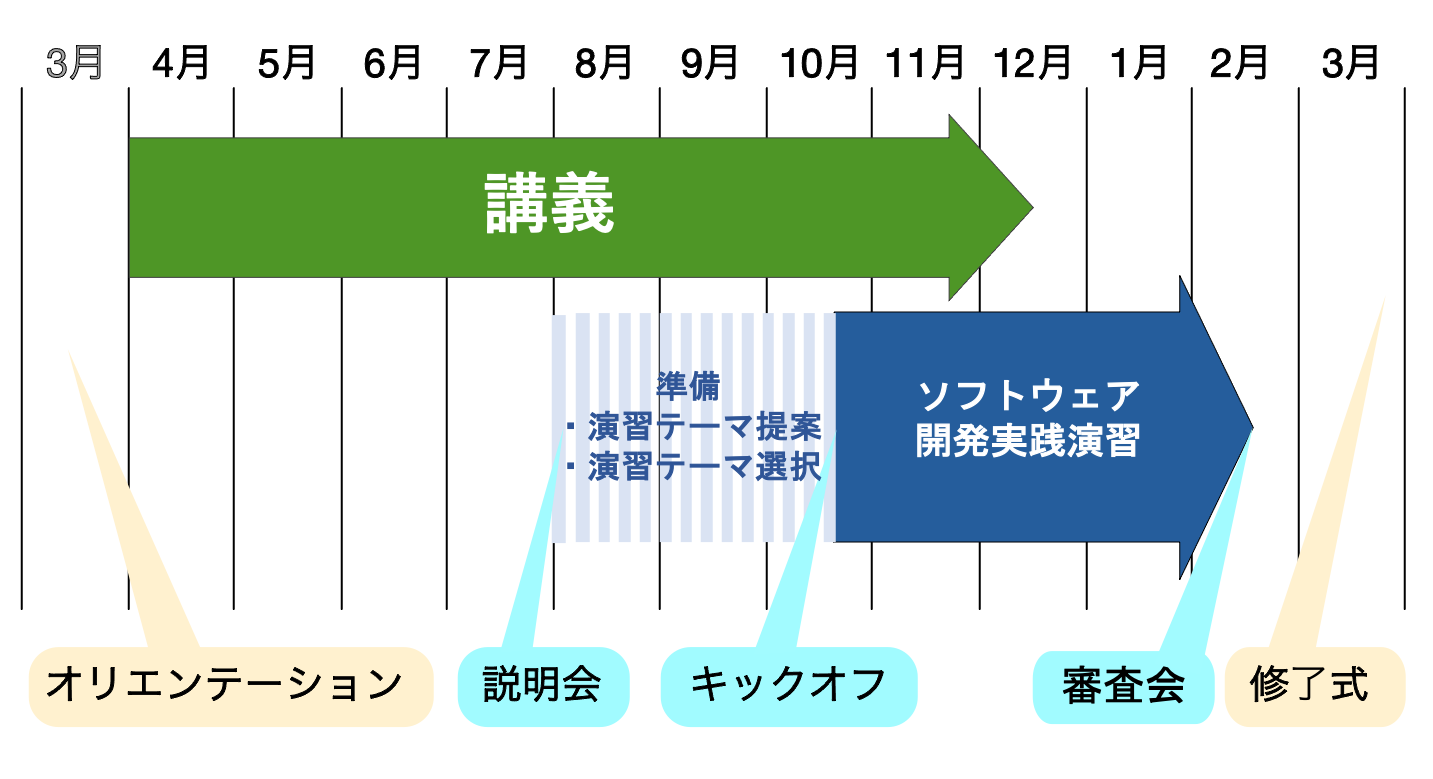 3月 4月 5月 6月 7月 8月 9月 10月 11月 12月 1月 2月 3月
講義
準備
・演習テーマ提案
・演習テーマ選択
ソフトウェア
開発実践演習
オリエンテーション
説明会
キックオフ
審査会
修了式